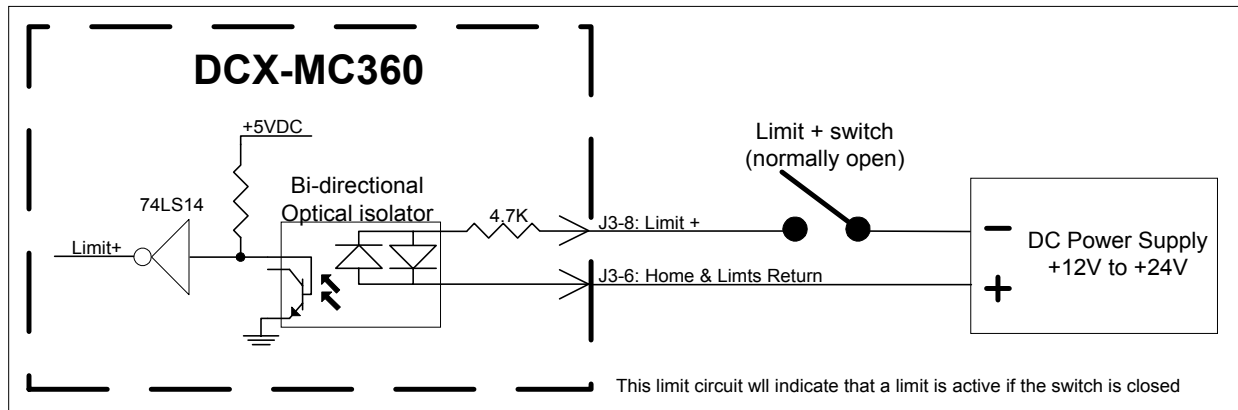 DCX-MC360
+5VDC
Bi-directional
Optical isolator
74LS14
4.7K
Limit+
J3-8: Limit +
J3-6: Home & Limts Return
Limit + switch
(normally open)
-
+
DC Power Supply
+12V to +24V
This limit circuit wll indicate that a limit is active if the switch is closed